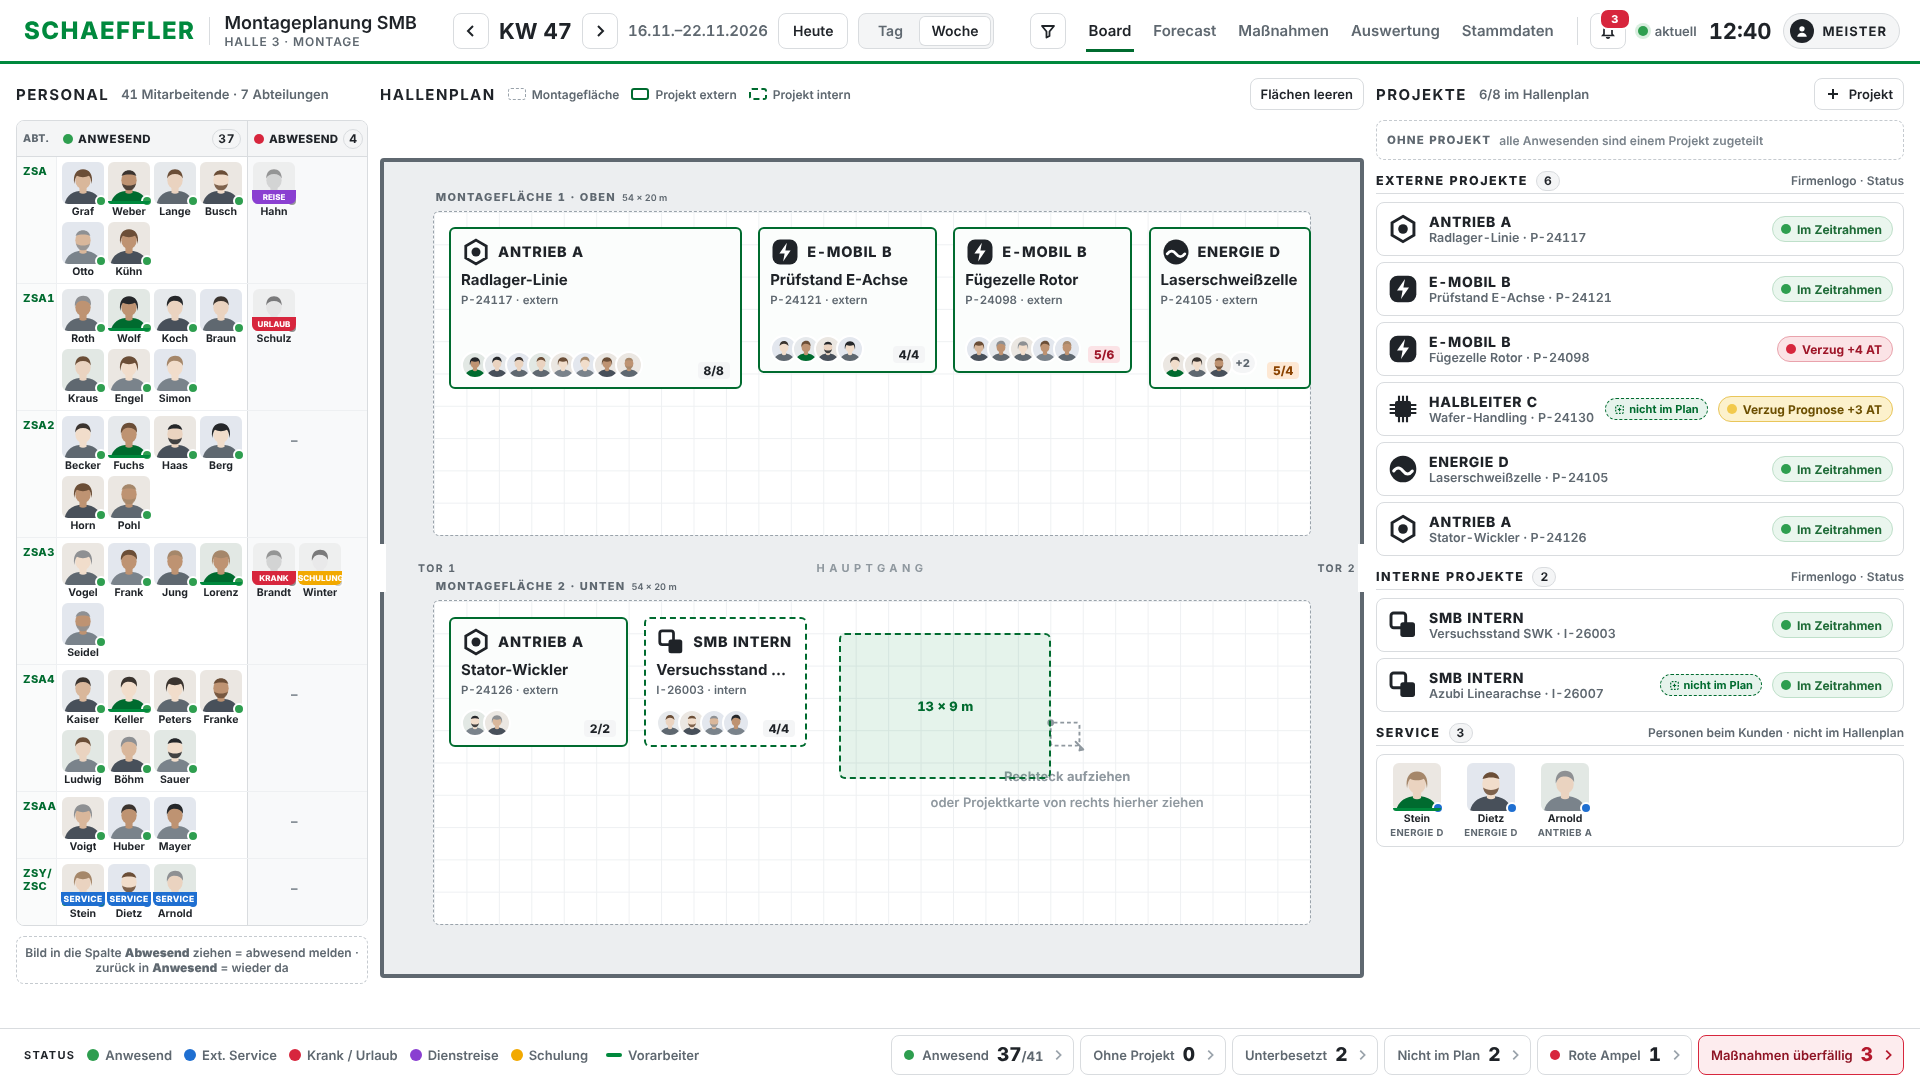 SCHAEFFLER
Montageplanung SMB
HALLE 3 · MONTAGE
KW 47
16.11.–22.11.2026
Heute
Tag
Woche
Board
Forecast
Maßnahmen
Auswertung
Stammdaten
3
aktuell
12:40
MEISTER
PERSONAL
41 Mitarbeitende · 7 Abteilungen
ABT.
ANWESEND
37
ABWESEND
4
ZSA
Graf
Weber
Lange
Busch
REISE
Hahn
Otto
Kühn
ZSA1
Roth
Wolf
Koch
Braun
URLAUB
Schulz
Kraus
Engel
Simon
ZSA2
Becker
Fuchs
Haas
Berg
–
Horn
Pohl
ZSA3
Vogel
Frank
Jung
Lorenz
KRANK
Brandt
SCHULUNG
Winter
Seidel
ZSA4
Kaiser
Keller
Peters
Franke
–
Ludwig
Böhm
Sauer
ZSAA
Voigt
Huber
Mayer
–
ZSY/
ZSC
SERVICE
SERVICE
SERVICE
Stein
Dietz
Arnold
–
Bild in die Spalte Abwesend ziehen = abwesend melden ·
zurück in Anwesend = wieder da
HALLENPLAN
Montagefläche
Projekt extern
Projekt intern
Flächen leeren
MONTAGEFLÄCHE 1 · OBEN 54 × 20 m
ANTRIEB A
Radlager-Linie
P-24117 · extern
8/8
E-MOBIL B
Prüfstand E-Achse
P-24121 · extern
4/4
E-MOBIL B
Fügezelle Rotor
P-24098 · extern
5/6
ENERGIE D
Laserschweißzelle
P-24105 · extern
+2
5/4
TOR 1
HAUPTGANG
TOR 2
MONTAGEFLÄCHE 2 · UNTEN 54 × 20 m
ANTRIEB A
Stator-Wickler
P-24126 · extern
2/2
SMB INTERN
Versuchsstand ...
I-26003 · intern
4/4
13 × 9 m
Rechteck aufziehen
oder Projektkarte von rechts hierher ziehen
PROJEKTE
6/8 im Hallenplan
+ Projekt
OHNE PROJEKT alle Anwesenden sind einem Projekt zugeteilt
EXTERNE PROJEKTE 6
Firmenlogo · Status
ANTRIEB A
Radlager-Linie · P-24117
Im Zeitrahmen
E-MOBIL B
Prüfstand E-Achse · P-24121
Im Zeitrahmen
E-MOBIL B
Fügezelle Rotor · P-24098
Verzug +4 AT
HALBLEITER C
Wafer-Handling · P-24130
nicht im Plan
Verzug Prognose +3 AT
ENERGIE D
Laserschweißzelle · P-24105
Im Zeitrahmen
ANTRIEB A
Stator-Wickler · P-24126
Im Zeitrahmen
INTERNE PROJEKTE 2
Firmenlogo · Status
SMB INTERN
Versuchsstand SWK · I-26003
Im Zeitrahmen
SMB INTERN
Azubi Linearachse · I-26007
nicht im Plan
Im Zeitrahmen
SERVICE 3
Personen beim Kunden · nicht im Hallenplan
Stein
ENERGIE D
Dietz
ENERGIE D
Arnold
ANTRIEB A
STATUS
Anwesend
Ext. Service
Krank / Urlaub
Dienstreise
Schulung
Vorarbeiter
Anwesend 37/41
Ohne Projekt 0
Unterbesetzt 2
Nicht im Plan 2
Rote Ampel 1
Maßnahmen überfällig 3